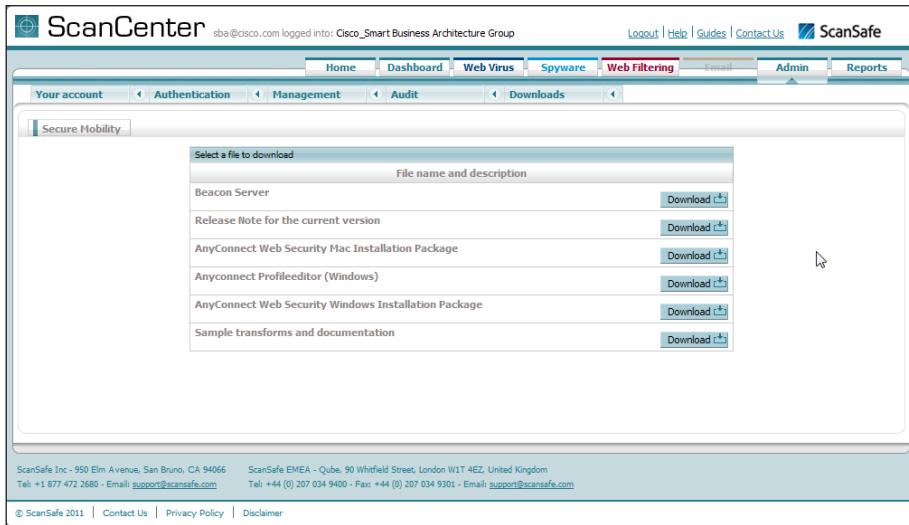 ScanCenter sba@cisco.com logged into: Cisco_Smart Business Architecture Group Logout | Help | Guides | Contact Us ScanSafe
Home Dashboard Web Virus Spyware Web Filtering Email Admin Reports
Your account Authentication Management Audit Downloads
Secure Mobility
Select a file to download
File name and description
Beacon Server Download
Release Note for the current version Download
AnyConnect Web Security Mac Installation Package Download
Anyconnect Profileeditor (Windows) Download
AnyConnect Web Security Windows Installation Package Download
Sample transforms and documentation Download
ScanSafe Inc - 950 Elm Avenue, San Bruno, CA 94066 ScanSafe EMEA - Qube, 90 Whitfield Street, London W1T 4EZ, United Kingdom
Tel: +1 877 472 2680 - Email: support@scansafe.com Tel: +44 (0) 207 034 9400 - Fax: +44 (0) 207 034 9301 - Email: support@scansafe.com
© ScanSafe 2011 | Contact Us | Privacy Policy | Disclaimer